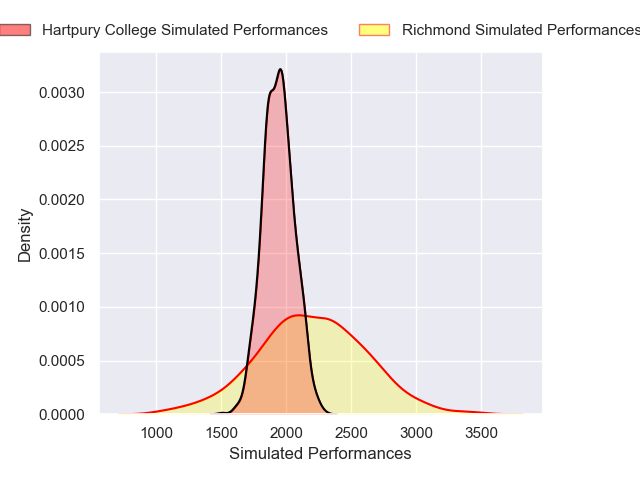 Hartpury College Simulated Performances
Richmond Simulated Performances
0.0030
0.0025
0.0020
0.0015
0.0010
0.0005
0.0000
Density
1000 1500 2000 2500 3000 3500
Simulated Performances